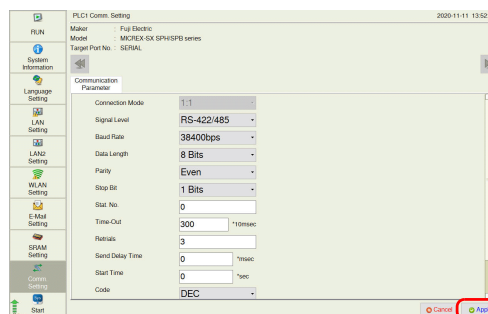 PLC1 Comm. Setting
2020-11-11 13:52
Maker : Fuji Electric
Model : MICREX-SX SPH/SPB series
Target Port No. : SERIAL
RUN
System
Information
Language
Setting
LAN
Setting
LAN2
Setting
WLAN
Setting
E-Mail
Setting
SRAM
Setting
Comm.
Setting
Start
Communication
Parameter
Connection Mode 1:1
Signal Level RS-422/485
Baud Rate 38400bps
Data Length 8 Bits
Parity Even
Stop Bit 1 Bits
Stat. No. 0
Time-Out 300 *10msec
Retrials 3
Send Delay Time 0 *msec
Start Time 0 *sec
Code DEC
Cancel